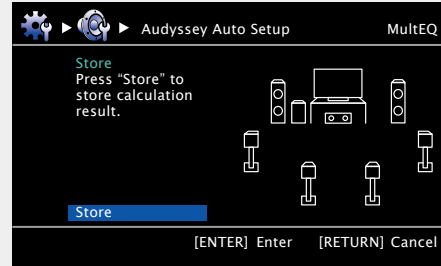 Audyssey Auto Setup MultEQ
Store
Press “Store” to
store calculation
result.
Store
[ENTER] Enter [RETURN] Cancel